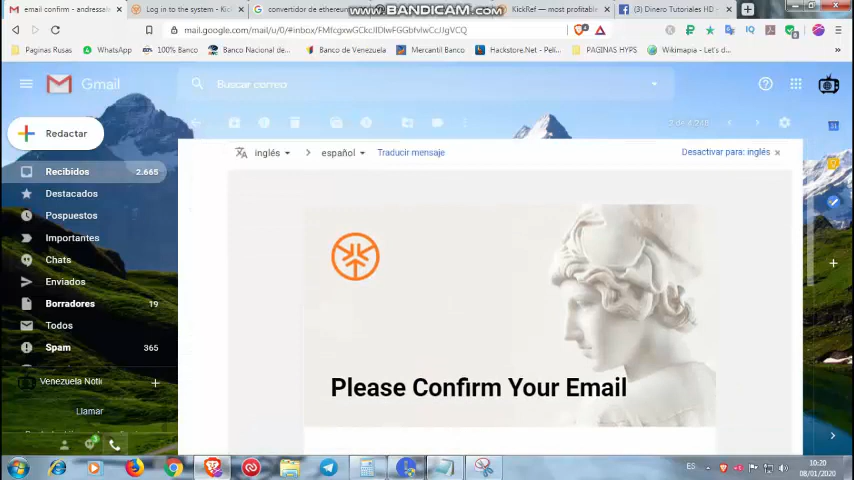 email confirm - andressale
Log in to the system - Kick
convertidor de ethereum
www.BANDICAM.com
KickRef — most profitable
(3) Dinero Tutoriales HD -
mail.google.com/mail/u/0/#inbox/
Paginas Rusas
WhatsApp
100% Banco
Banco Nacional de...
Banco de Venezuela
Mercantil Banco
Hackstore.Net - Pelí...
PAGINAS HYPS
Wikimapia - Let's d...
Gmail
Buscar correo
Redactar
Recibidos 2.665
Destacados
Pospuestos
Importantes
Chats
Enviados
Borradores 19
Todos
Spam 365
Venezuela Noti
Llamar
inglés
español
Traducir mensaje
Desactivar para: inglés
Please Confirm Your Email
ES
10:20
08/01/2020